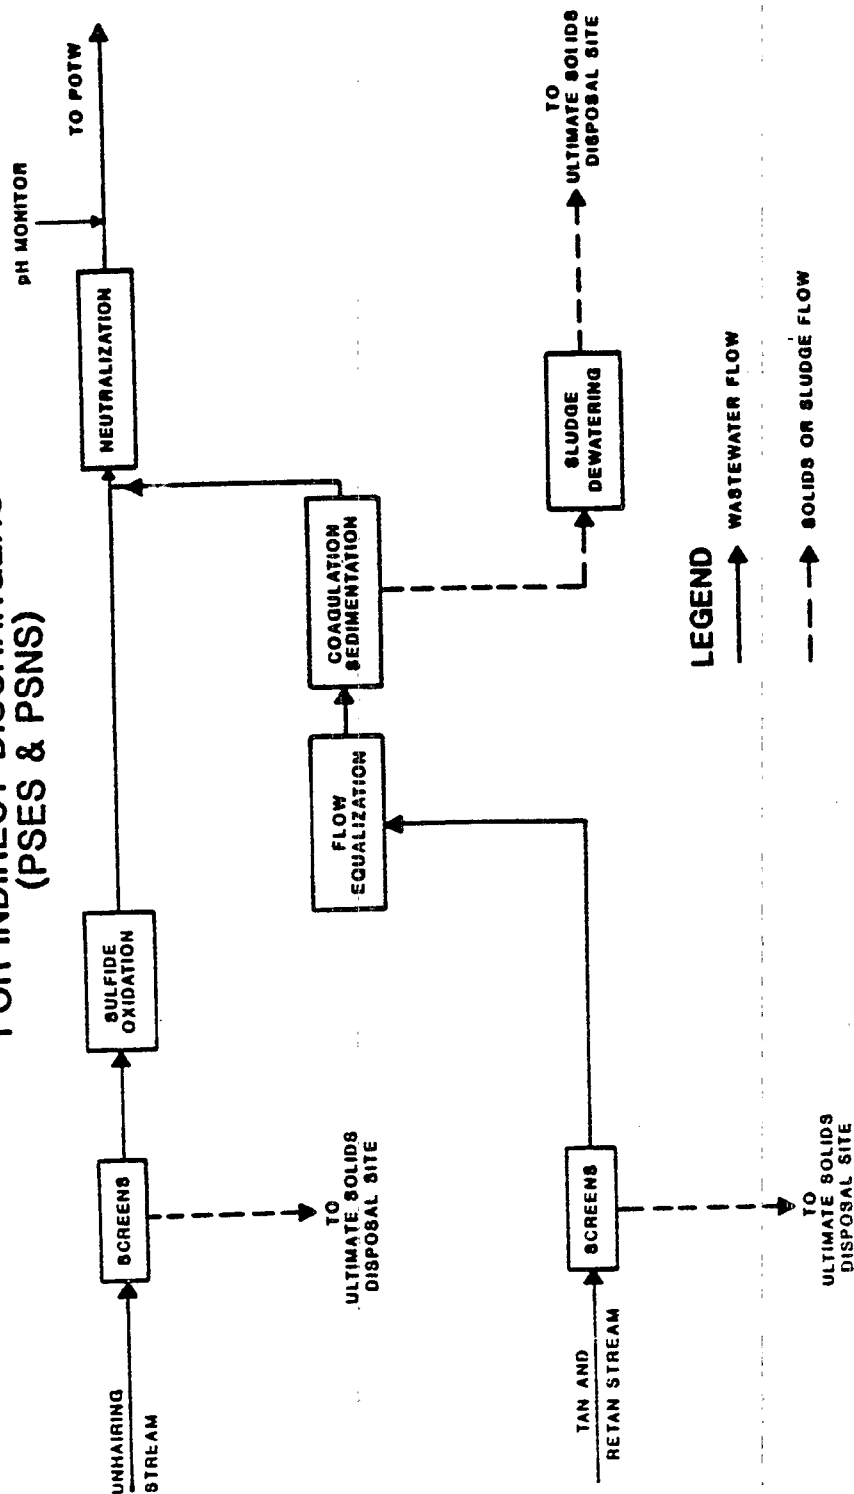 (PSES & PSNS)
UNHAIRING
STREAM
SCREENS
TO
ULTIMATE SOLIDS
DISPOSAL SITE
SULFIDE
OXIDATION
NEUTRALIZATION
pH MONITOR
TO POTW
TAN AND
RETAN STREAM
SCREENS
TO
ULTIMATE SOLIDS
DISPOSAL SITE
FLOW
EQUALIZATION
COAGULATION
SEDIMENTATION
SLUDGE
DEWATERING
TO
ULTIMATE SOLIDS
DISPOSAL SITE
LEGEND
WASTEWATER FLOW
SOLIDS OR SLUDGE FLOW